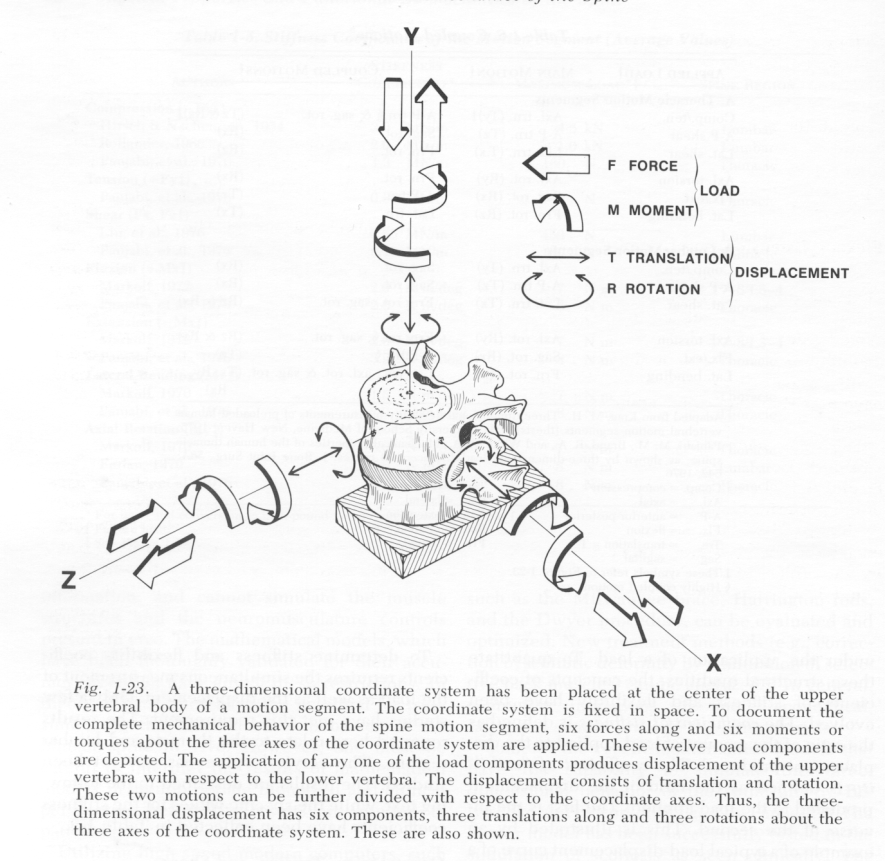 of the Spine
Y
F FORCE
LOAD
M MOMENT
T TRANSLATION
DISPLACEMENT
R ROTATION
Z
X
Fig. 1-23. A three-dimensional coordinate system has been placed at the center of the upper
vertebral body of a motion segment. The coordinate system is fixed in space. To document the
complete mechanical behavior of the spine motion segment, six forces along and six moments or
torques about the three axes of the coordinate system are applied. These twelve load components
are depicted. The application of any one of the load components produces displacement of the upper
vertebra with respect to the lower vertebra. The displacement consists of translation and rotation.
These two motions can be further divided with respect to the coordinate axes. Thus, the three-
dimensional displacement has six components, three translations along and three rotations about the
three axes of the coordinate system. These are also shown.